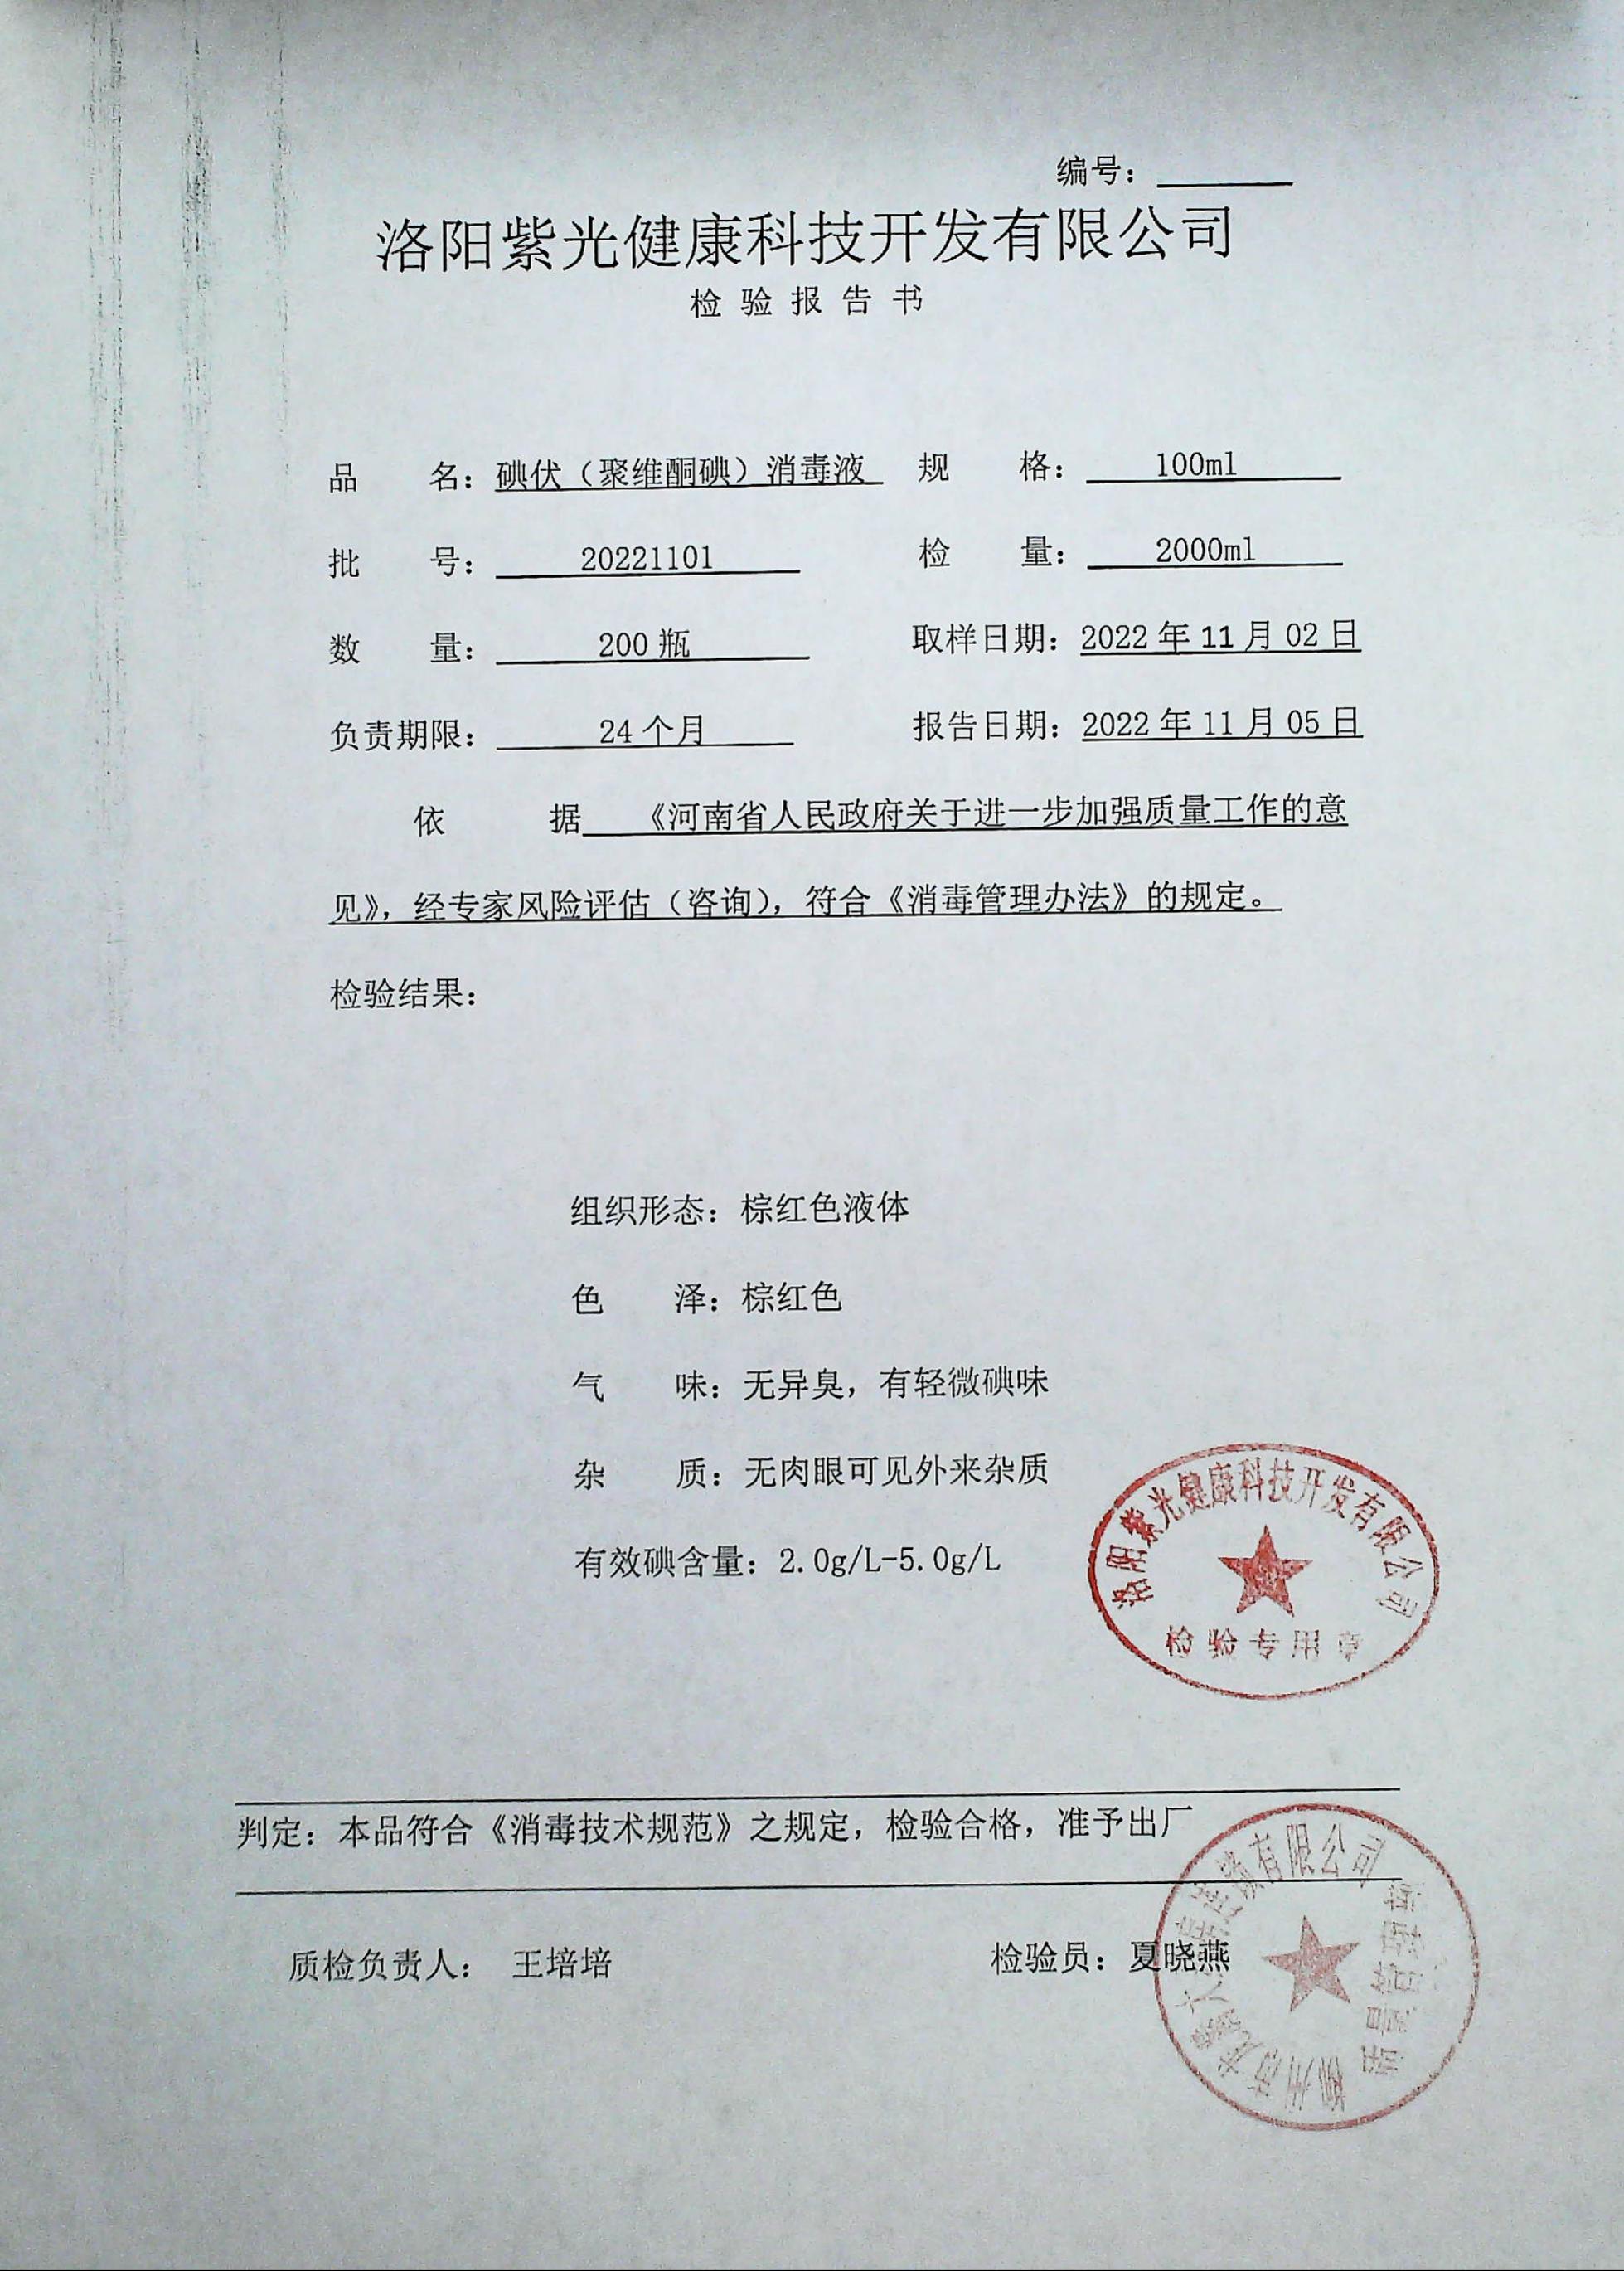 编号：
洛阳紫光健康科技开发有限公司
检验报告书
品 名：碘伏（聚维酮碘）消毒液 规 格：100ml
批 号：20221101 检 量：2000ml
数 量：200瓶 取样日期：2022年11月02日
负责期限：24个月 报告日期：2022年11月05日
依 据 《河南省人民政府关于进一步加强质量工作的意
见》，经专家风险评估（咨询），符合《消毒管理办法》的规定。
检验结果：
组织形态：棕红色液体
色 泽：棕红色
气 味：无异臭，有轻微碘味
杂 质：无肉眼可见外来杂质
有效碘含量：2.0g/L-5.0g/L
洛阳紫光健康科技开发有限公司
检验专用章
判定：本品符合《消毒技术规范》之规定，检验合格，准予出厂
质检负责人： 王培培 检验员：夏晓燕
有限公司